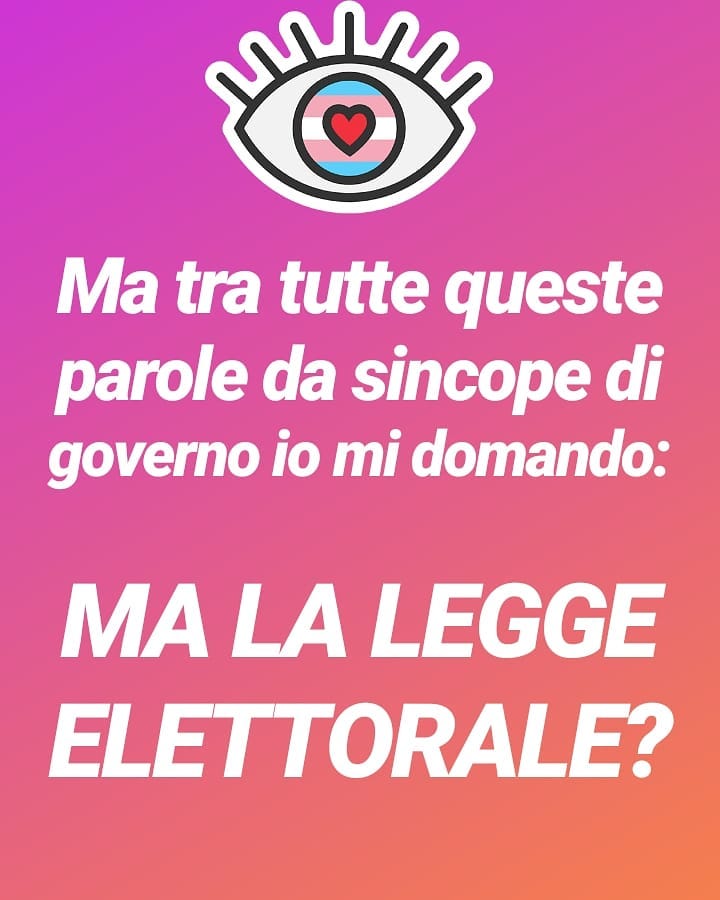 Ma tra tutte queste
parole da sincope di
governo io mi domando:
MA LA LEGGE
ELETTORALE?